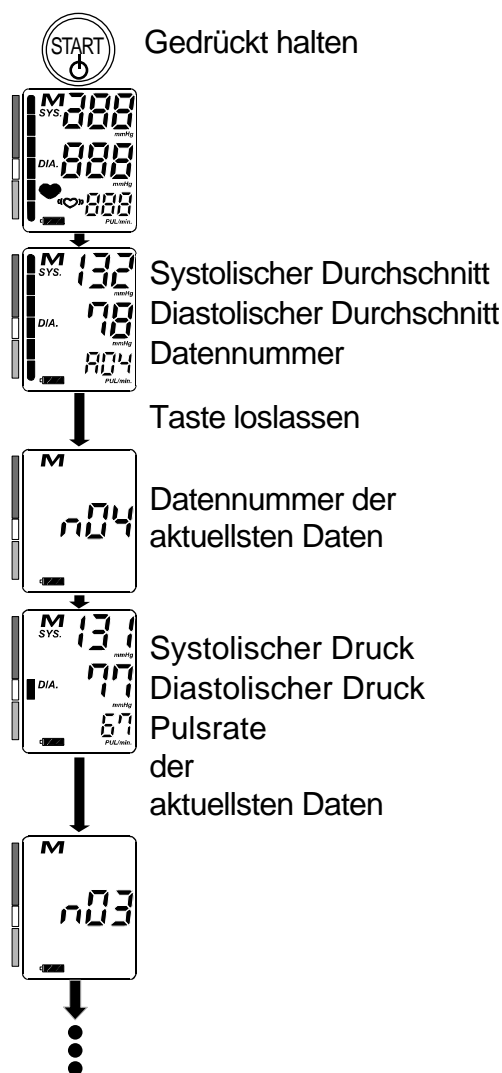 START
Gedrückt halten
M
SYS. 388
mmHg
DIA. 888
mmHg
888
PUL/min.
M
SYS. 132
mmHg
DIA. 78
mmHg
A04
PUL/min.
Systolischer Durchschnitt
Diastolischer Durchschnitt
Datennummer
Taste loslassen
M
n04
Datennummer der
aktuellsten Daten
M
SYS. 131
mmHg
DIA. 77
mmHg
67
PUL/min.
Systolischer Druck
Diastolischer Druck
Pulsrate
der
aktuellsten Daten
M
n03